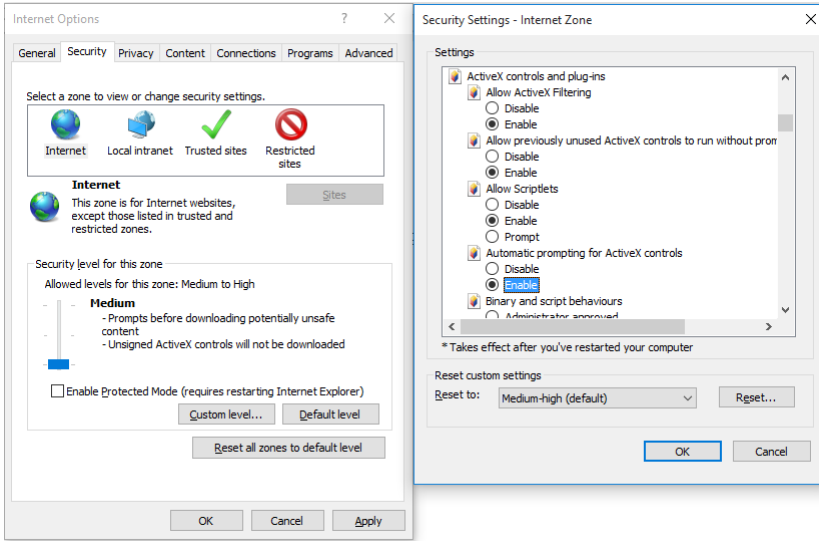 Internet Options
General Security Privacy Content Connections Programs Advanced
Select a zone to view or change security settings.
Internet Local intranet Trusted sites Restricted
sites
Internet
Sites
This zone is for Internet websites,
except those listed in trusted and
restricted zones.
Security level for this zone
Allowed levels for this zone: Medium to High
Medium
- Prompts before downloading potentially unsafe
content
- Unsigned ActiveX controls will not be downloaded
Enable Protected Mode (requires restarting Internet Explorer)
Custom level... Default level
Reset all zones to default level
OK Cancel Apply
Security Settings - Internet Zone
Settings
ActiveX controls and plug-ins
Allow ActiveX Filtering
Disable
Enable
Allow previously unused ActiveX controls to run without prom
Disable
Enable
Allow Scriptlets
Disable
Enable
Prompt
Automatic prompting for ActiveX controls
Disable
Enable
Binary and script behaviours
Administrator approved
*Takes effect after you've restarted your computer
Reset custom settings
Reset to: Medium-high (default) Reset...
OK Cancel